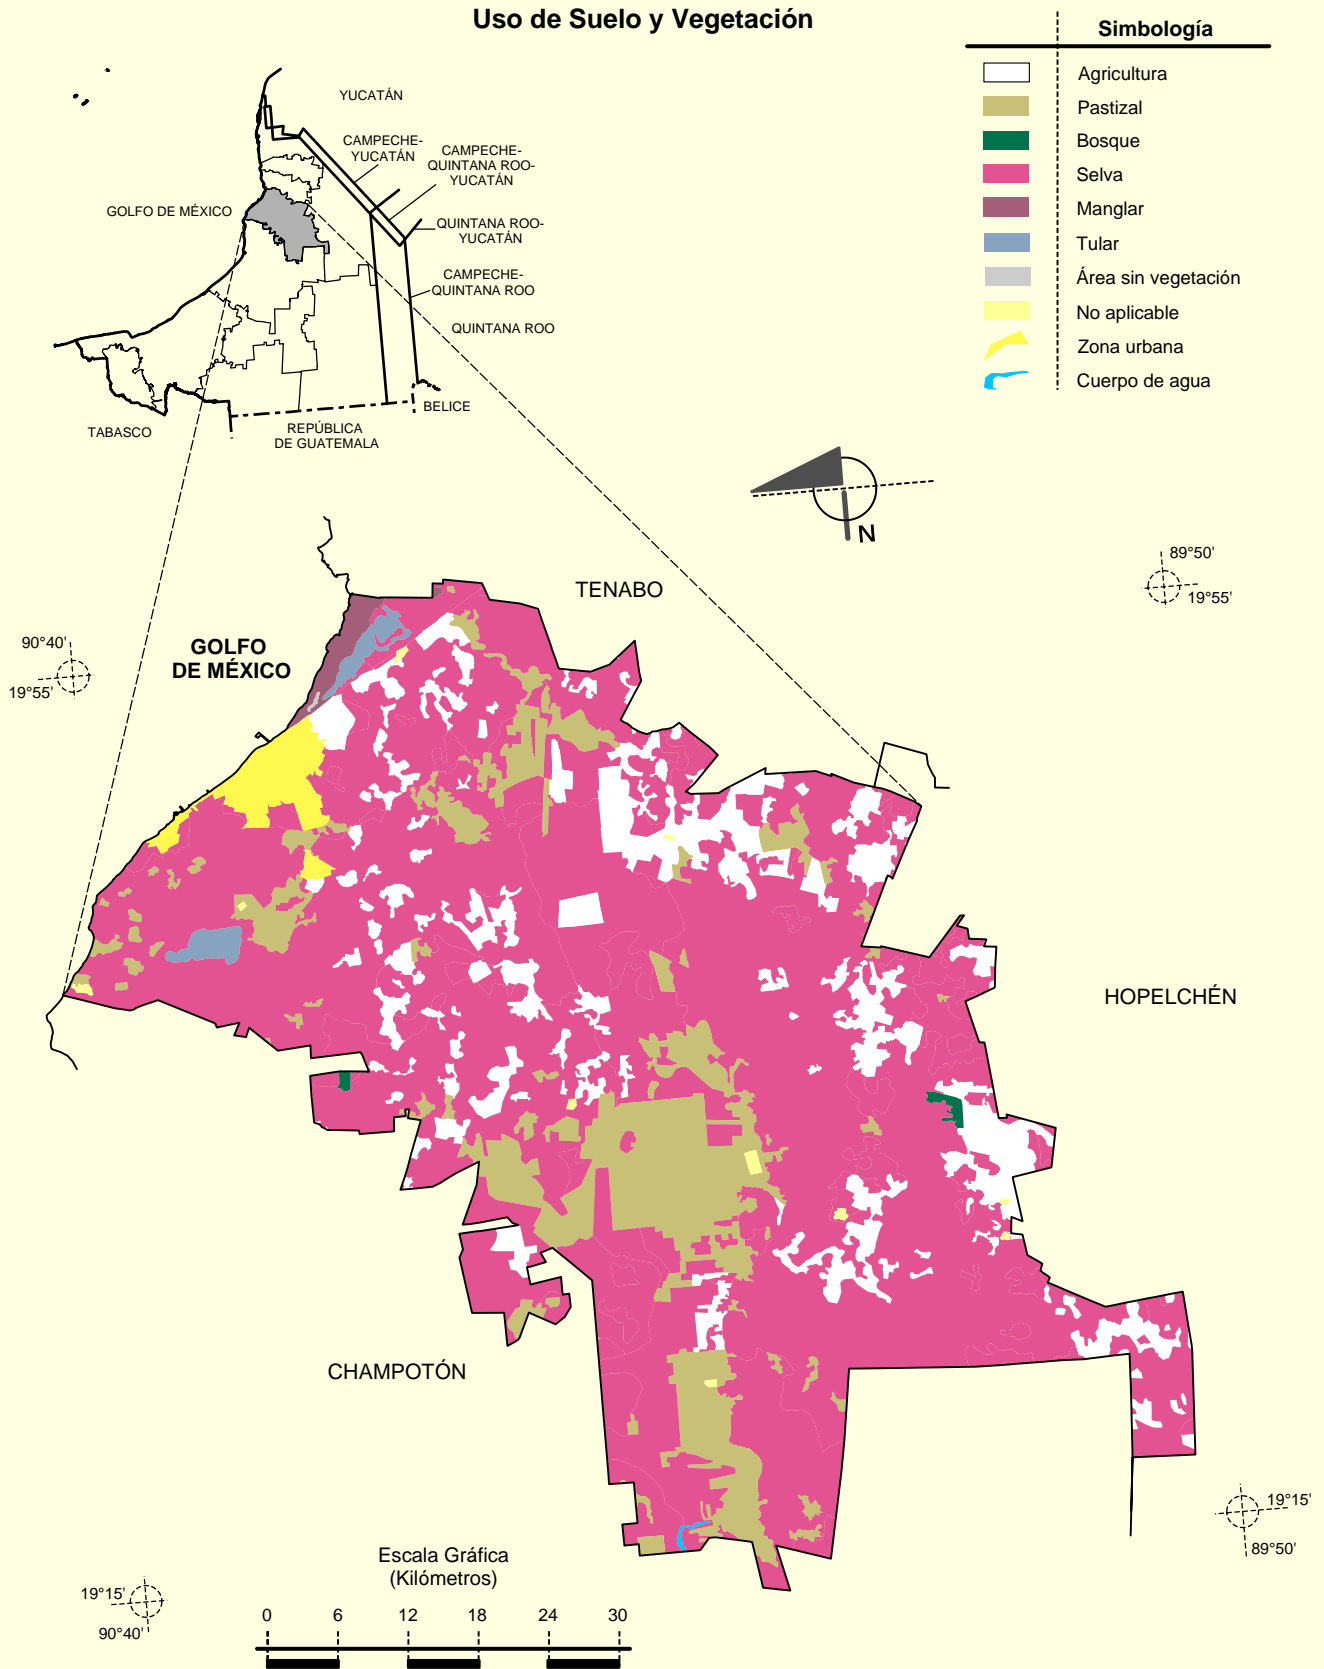 Uso de Suelo y Vegetación
Simbología
Agricultura
Pastizal
Bosque
Selva
Manglar
Tular
Área sin vegetación
No aplicable
Zona urbana
Cuerpo de agua
YUCATÁN
CAMPECHE-
YUCATÁN
CAMPECHE-
QUINTANA ROO-
YUCATÁN
GOLFO DE MÉXICO
QUINTANA ROO-
YUCATÁN
CAMPECHE-
QUINTANA ROO
QUINTANA ROO
BELICE
TABASCO
REPÚBLICA
DE GUATEMALA
N
89°50'
19°55'
TENABO
90°40'
19°55'
GOLFO
DE MÉXICO
HOPELCHÉN
CHAMPOTÓN
19°15'
89°50'
Escala Gráfica
(Kilómetros)
19°15'
90°40'
0 6 12 18 24 30